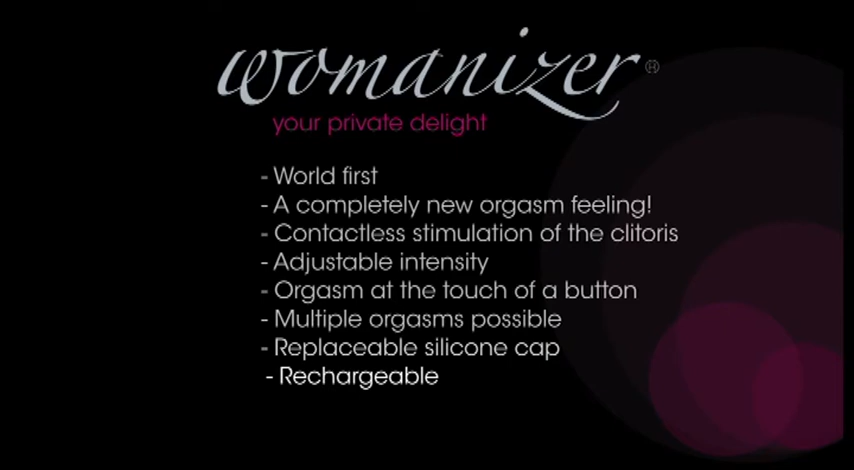 womanizer®
your private delight
- World first
- A completely new orgasm feeling!
- Contactless stimulation of the clitoris
- Adjustable intensity
- Orgasm at the touch of a button
- Multiple orgasms possible
- Replaceable silicone cap
- Rechargeable